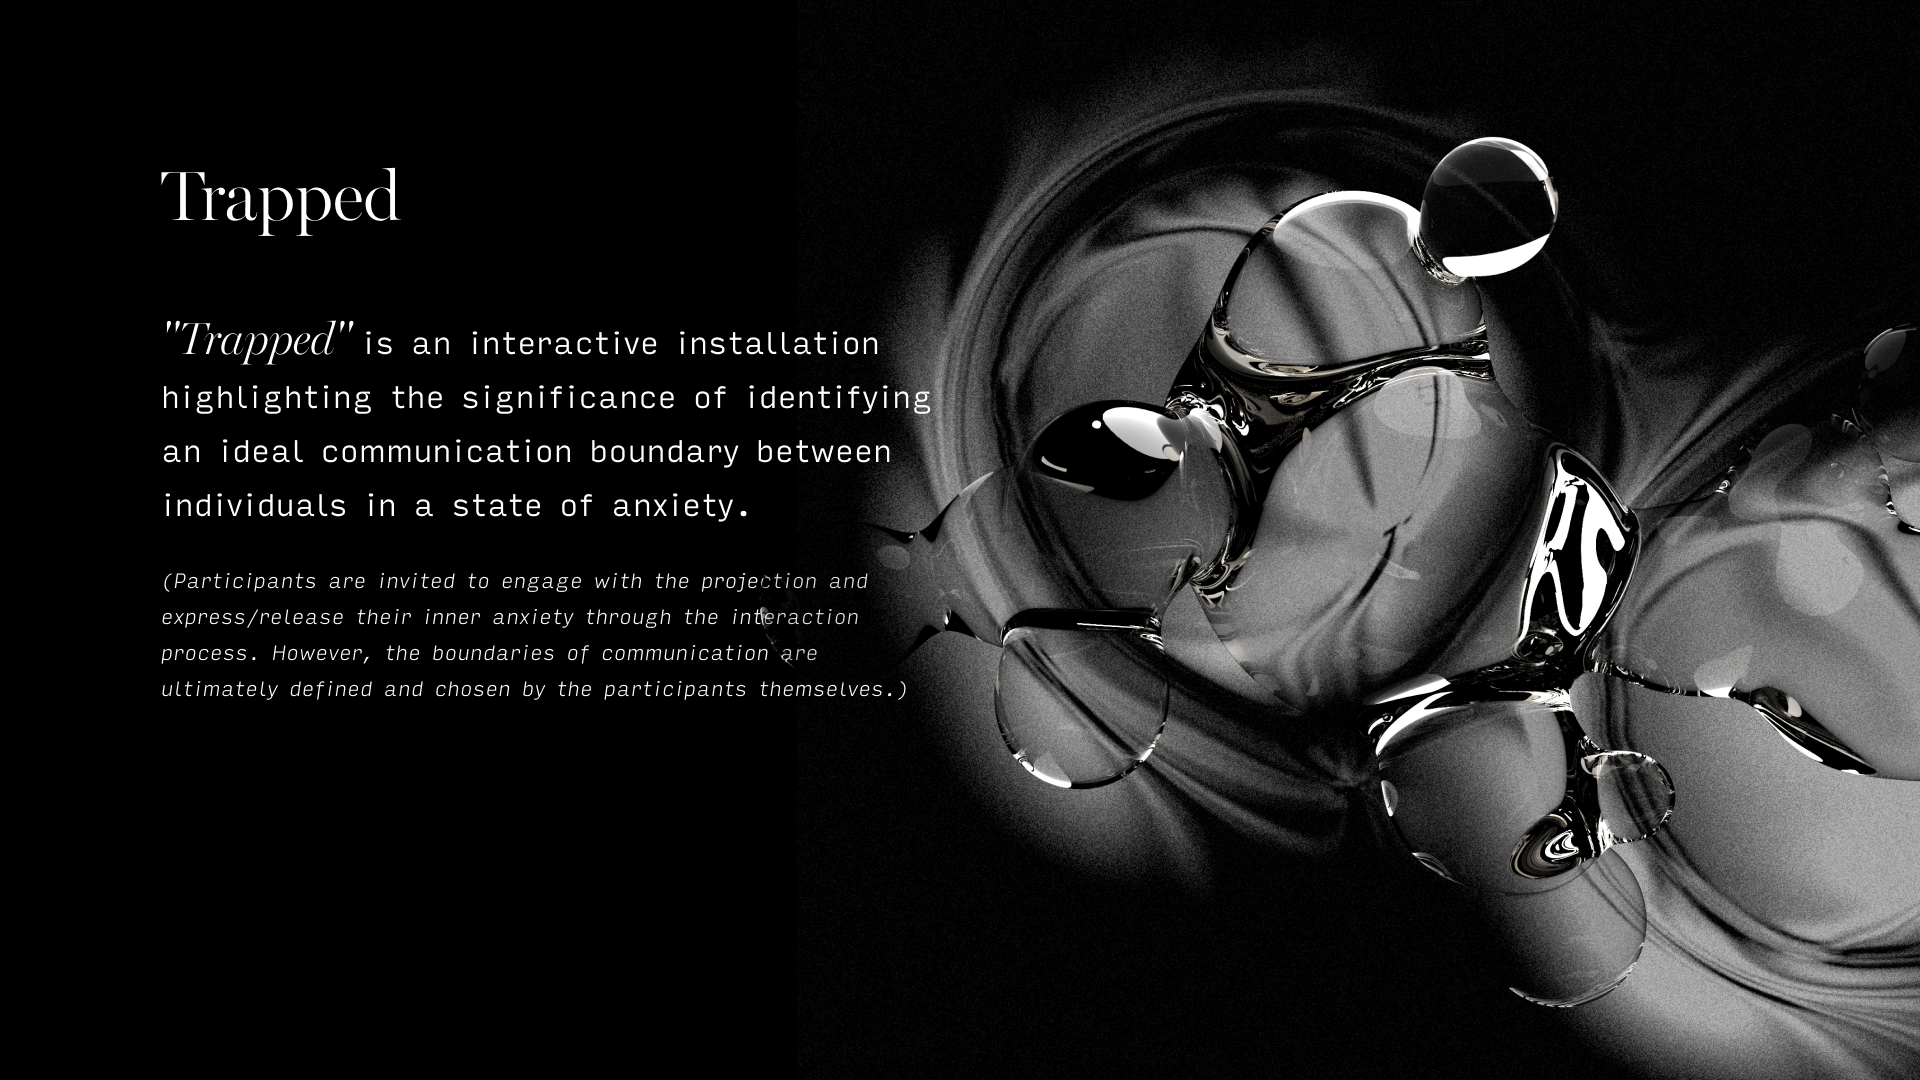 Trapped
"Trapped" is an interactive installation
highlighting the significance of identifying
an ideal communication boundary between
individuals in a state of anxiety.
(Participants are invited to engage with the projection and
express/release their inner anxiety through the interaction
process. However, the boundaries of communication are
ultimately defined and chosen by the participants themselves.)